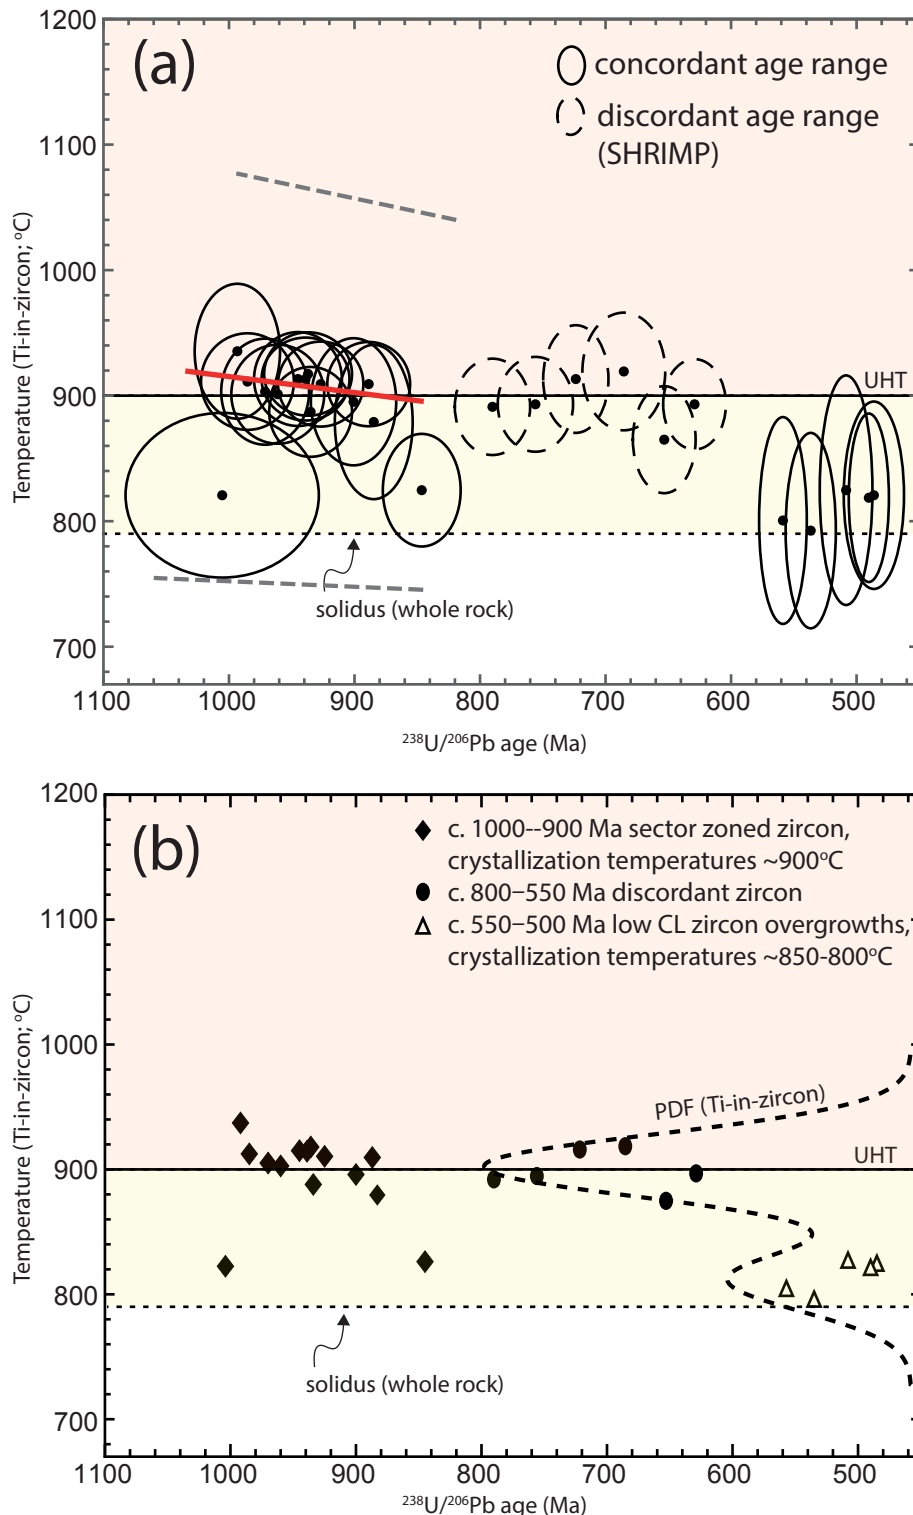 1200
(a)
concordant age range
discordant age range
(SHRIMP)
1100
1000
900
800
700
Temperature (Ti-in-zircon; ºC)
UHT
solidus (whole rock)
1100 1000 900 800 700 600 500
²³⁸U/²⁰⁶Pb age (Ma)
1200
(b)
c. 1000--900 Ma sector zoned zircon,
crystallization temperatures ~900ºC
c. 800–550 Ma discordant zircon
c. 550–500 Ma low CL zircon overgrowths,
crystallization temperatures ~850-800ºC
1100
1000
900
800
700
Temperature (Ti-in-zircon; ºC)
PDF (Ti-in-zircon)
UHT
solidus (whole rock)
1100 1000 900 800 700 600 500
²³⁸U/²⁰⁶Pb age (Ma)